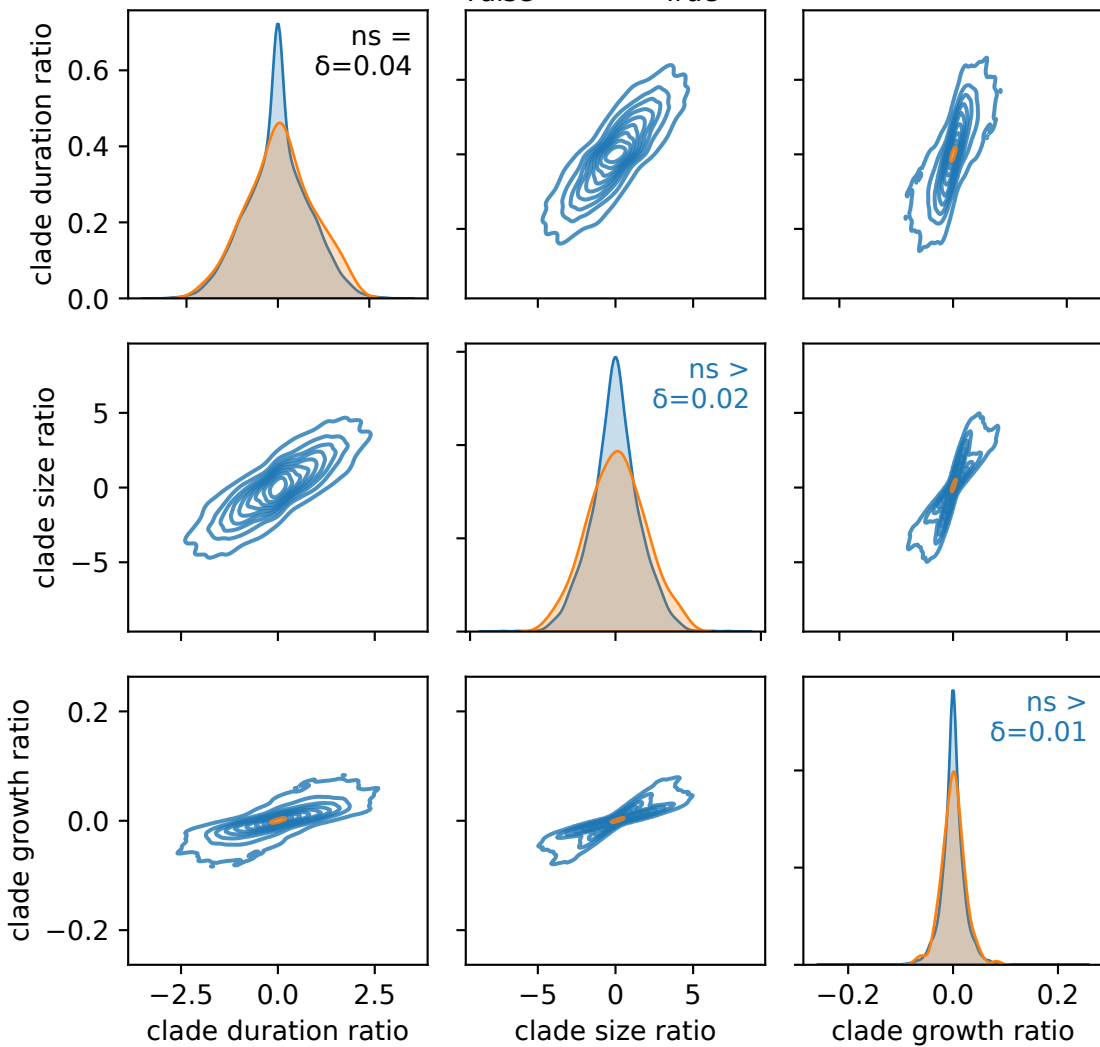 clade duration ratio
0.6
0.4
0.2
0.0
ns =
δ=0.04
clade size ratio
5
0
−5
ns >
δ=0.02
clade growth ratio
0.2
0.0
−0.2
ns >
δ=0.01
−2.5 0.0 2.5
−5 0 5
−0.2 0.0 0.2
clade duration ratio
clade size ratio
clade growth ratio